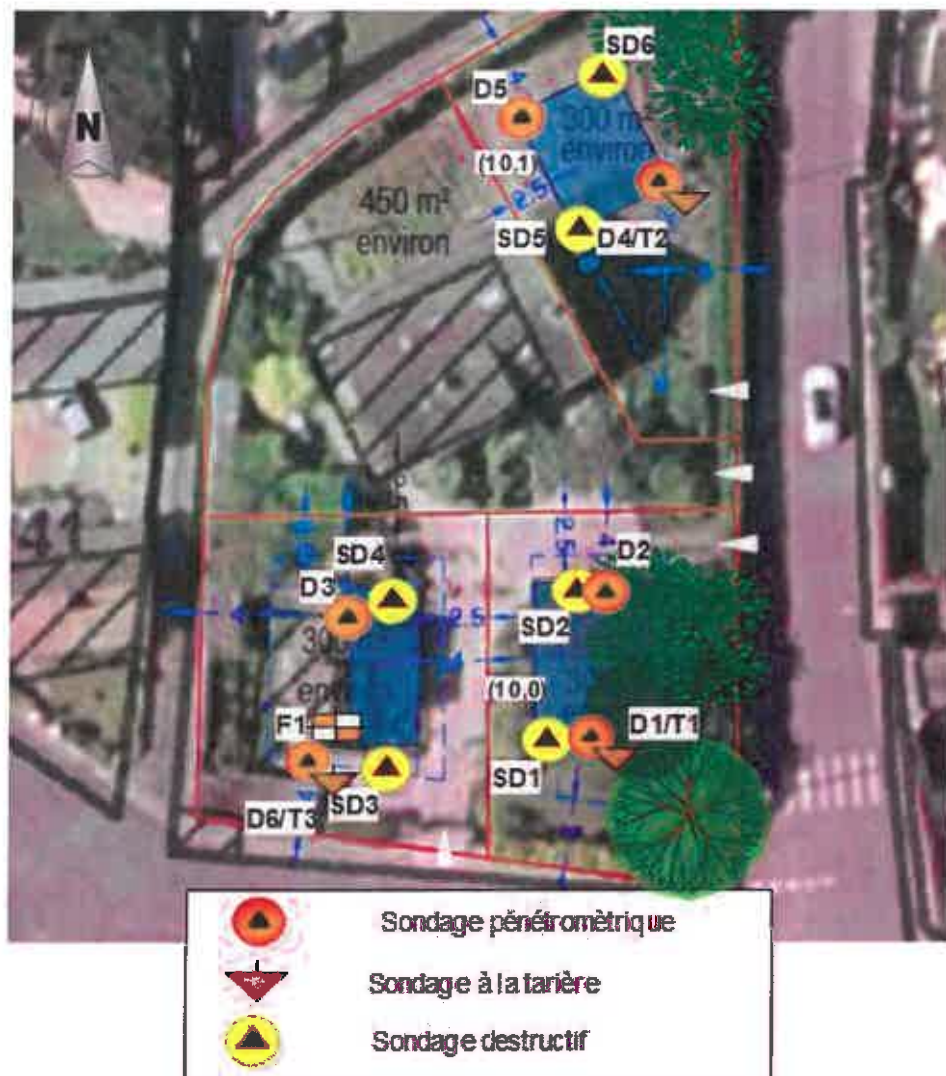 SD6
D5
N
300 m²
environ
(10.1)
2.5
450 m²
environ
SD5
D4/T2
SD4
2.5
D2
D3
4
2.5
SD2
(10.0)
F1
D1/T1
SD1
SD3
D6/T3
Sondage pénétromètrique
Sondage à la tarière
Sondage destructif